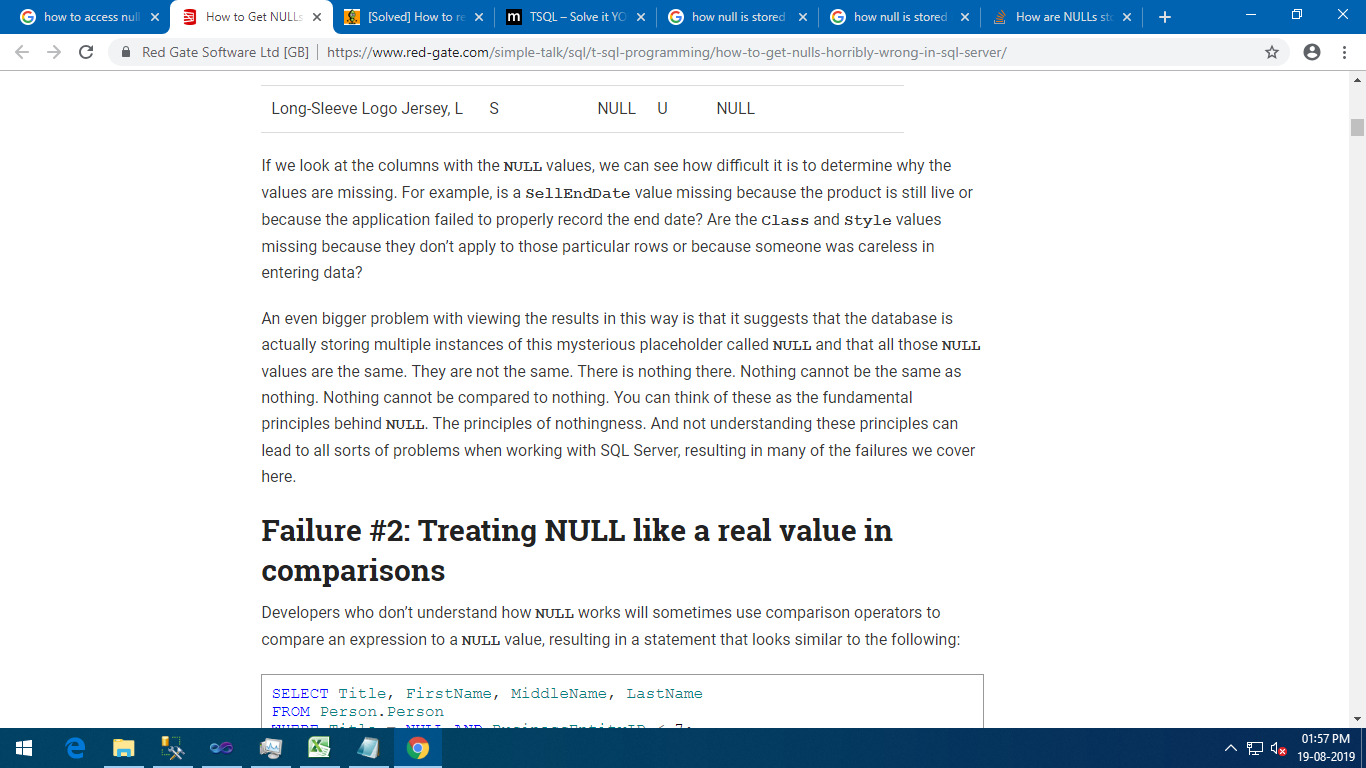 how to access null
How to Get NULLs
[Solved] How to re
TSQL – Solve it YO
how null is stored
how null is stored
How are NULLs sto
Red Gate Software Ltd [GB] https://www.red-gate.com/simple-talk/sql/t-sql-programming/how-to-get-nulls-horribly-wrong-in-sql-server/
Long-Sleeve Logo Jersey, L S NULL U NULL
If we look at the columns with the NULL values, we can see how difficult it is to determine why the
values are missing. For example, is a SellEndDate value missing because the product is still live or
because the application failed to properly record the end date? Are the Class and Style values
missing because they don’t apply to those particular rows or because someone was careless in
entering data?
An even bigger problem with viewing the results in this way is that it suggests that the database is
actually storing multiple instances of this mysterious placeholder called NULL and that all those NULL
values are the same. They are not the same. There is nothing there. Nothing cannot be the same as
nothing. Nothing cannot be compared to nothing. You can think of these as the fundamental
principles behind NULL. The principles of nothingness. And not understanding these principles can
lead to all sorts of problems when working with SQL Server, resulting in many of the failures we cover
here.
Failure #2: Treating NULL like a real value in
comparisons
Developers who don’t understand how NULL works will sometimes use comparison operators to
compare an expression to a NULL value, resulting in a statement that looks similar to the following:
SELECT Title, FirstName, MiddleName, LastName
FROM Person.Person
WHERE Title = NULL AND BusinessEntityID < 7;
01:57 PM
19-08-2019